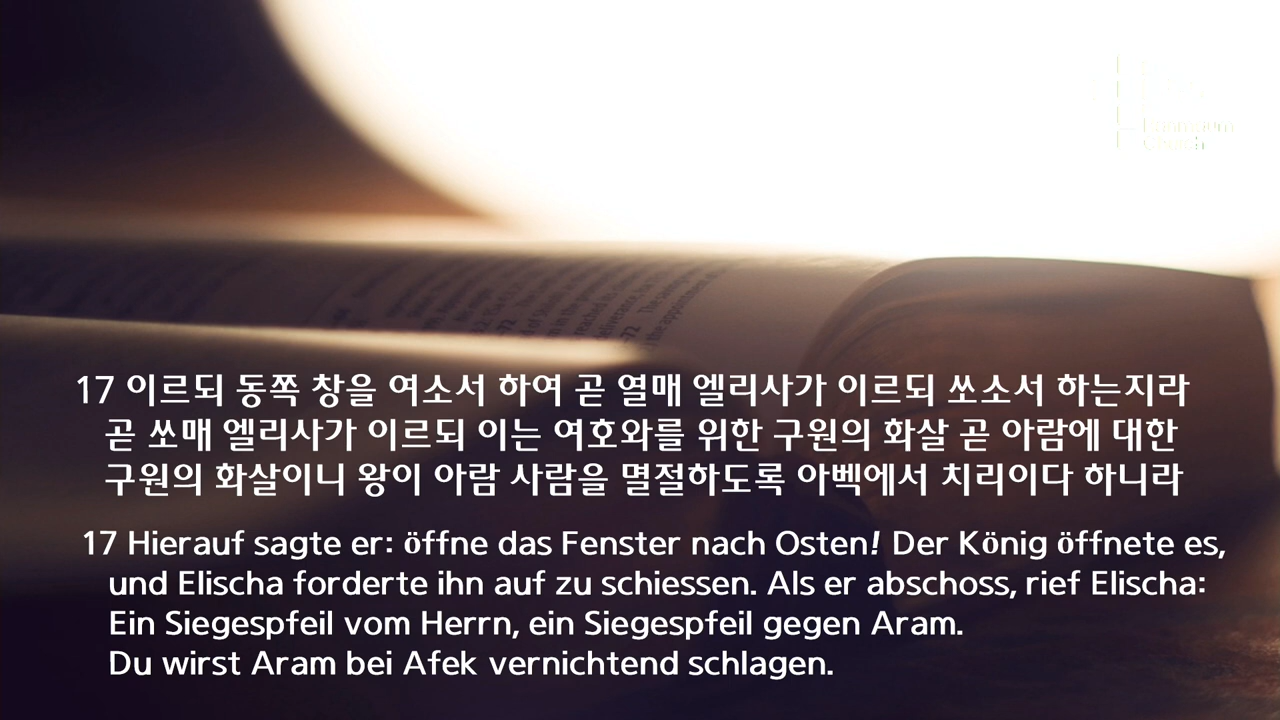 17 이르되 동쪽 창을 여소서 하여 곧 열매 엘리사가 이르되 쏘소서 하는지라
곧 쏘매 엘리사가 이르되 이는 여호와를 위한 구원의 화살 곧 아람에 대한
구원의 화살이니 왕이 아람 사람을 멸절하도록 아벡에서 치리이다 하니라
17 Hierauf sagte er: öffne das Fenster nach Osten! Der König öffnete es,
und Elischa forderte ihn auf zu schiessen. Als er abschoss, rief Elischa:
Ein Siegespfeil vom Herrn, ein Siegespfeil gegen Aram.
Du wirst Aram bei Afek vernichtend schlagen.